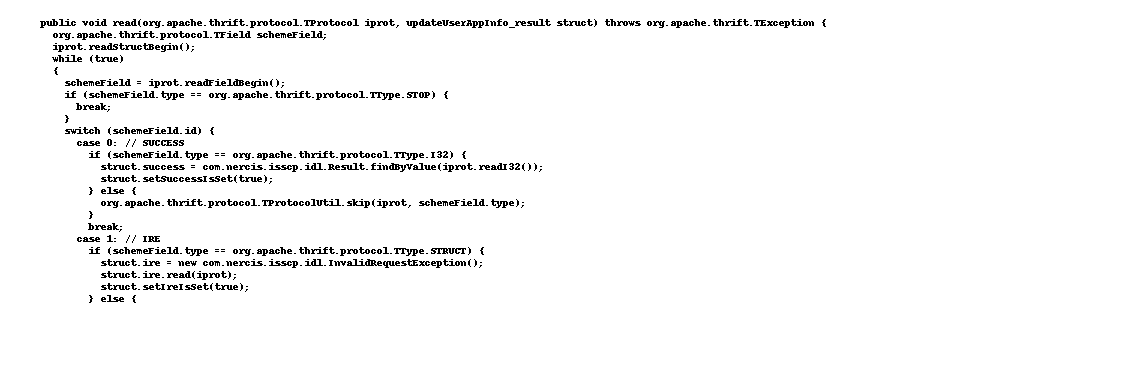 public void read(org.apache.thrift.protocol.TProtocol iprot, updateUserAppInfo_result struct) throws org.apache.thrift.TException {
org.apache.thrift.protocol.TField schemeField;
iprot.readStructBegin();
while (true)
{
schemeField = iprot.readFieldBegin();
if (schemeField.type == org.apache.thrift.protocol.TType.STOP) {
break;
}
switch (schemeField.id) {
case 0: // SUCCESS
if (schemeField.type == org.apache.thrift.protocol.TType.I32) {
struct.success = com.nercis.isscp.idl.Result.findByValue(iprot.readI32());
struct.setSuccessIsSet(true);
} else {
org.apache.thrift.protocol.TProtocolUtil.skip(iprot, schemeField.type);
}
break;
case 1: // IRE
if (schemeField.type == org.apache.thrift.protocol.TType.STRUCT) {
struct.ire = new com.nercis.isscp.idl.InvalidRequestException();
struct.ire.read(iprot);
struct.setIreIsSet(true);
} else {